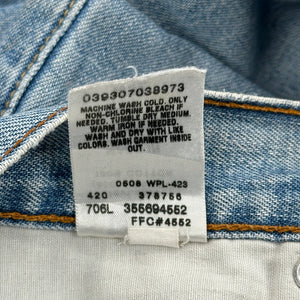 039307038973
MACHINE WASH COLD. ONLY
NON-CHLORINE BLEACH IF
NEEDED. TUMBLE DRY MEDIUM.
WARM IRON IF NEEDED.
WASH AND DRY WITH LIKE
COLORS. WASH GARMENT INSIDE
OUT.
0508 WPL-423
420 378756
706L 355694552
FFC#4552